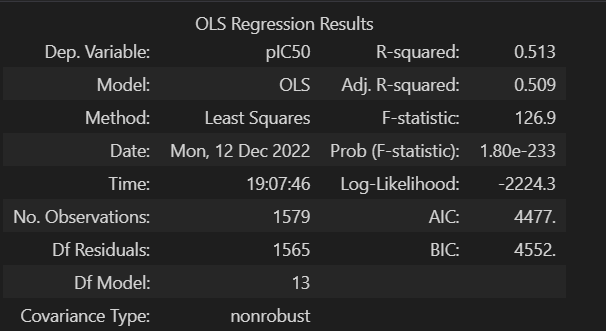 OLS Regression Results
Dep. Variable: pIC50 R-squared: 0.513
Model: OLS Adj. R-squared: 0.509
Method: Least Squares F-statistic: 126.9
Date: Mon, 12 Dec 2022 Prob (F-statistic): 1.80e-233
Time: 19:07:46 Log-Likelihood: -2224.3
No. Observations: 1579 AIC: 4477.
Df Residuals: 1565 BIC: 4552.
Df Model: 13
Covariance Type: nonrobust